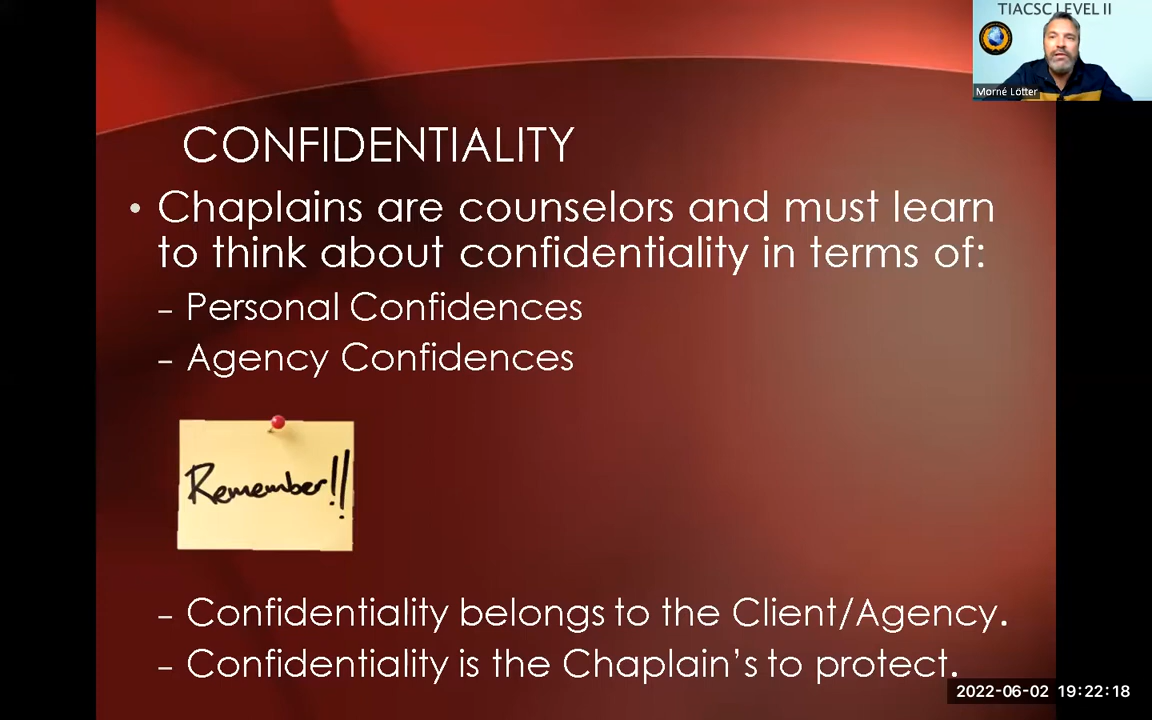 TIACSC LEVEL II
Morné Lötter
CONFIDENTIALITY
• Chaplains are counselors and must learn
to think about confidentiality in terms of:
– Personal Confidences
– Agency Confidences
Remember!!
– Confidentiality belongs to the Client/Agency.
– Confidentiality is the Chaplain’s to protect.
2022-06-02 19:22:18